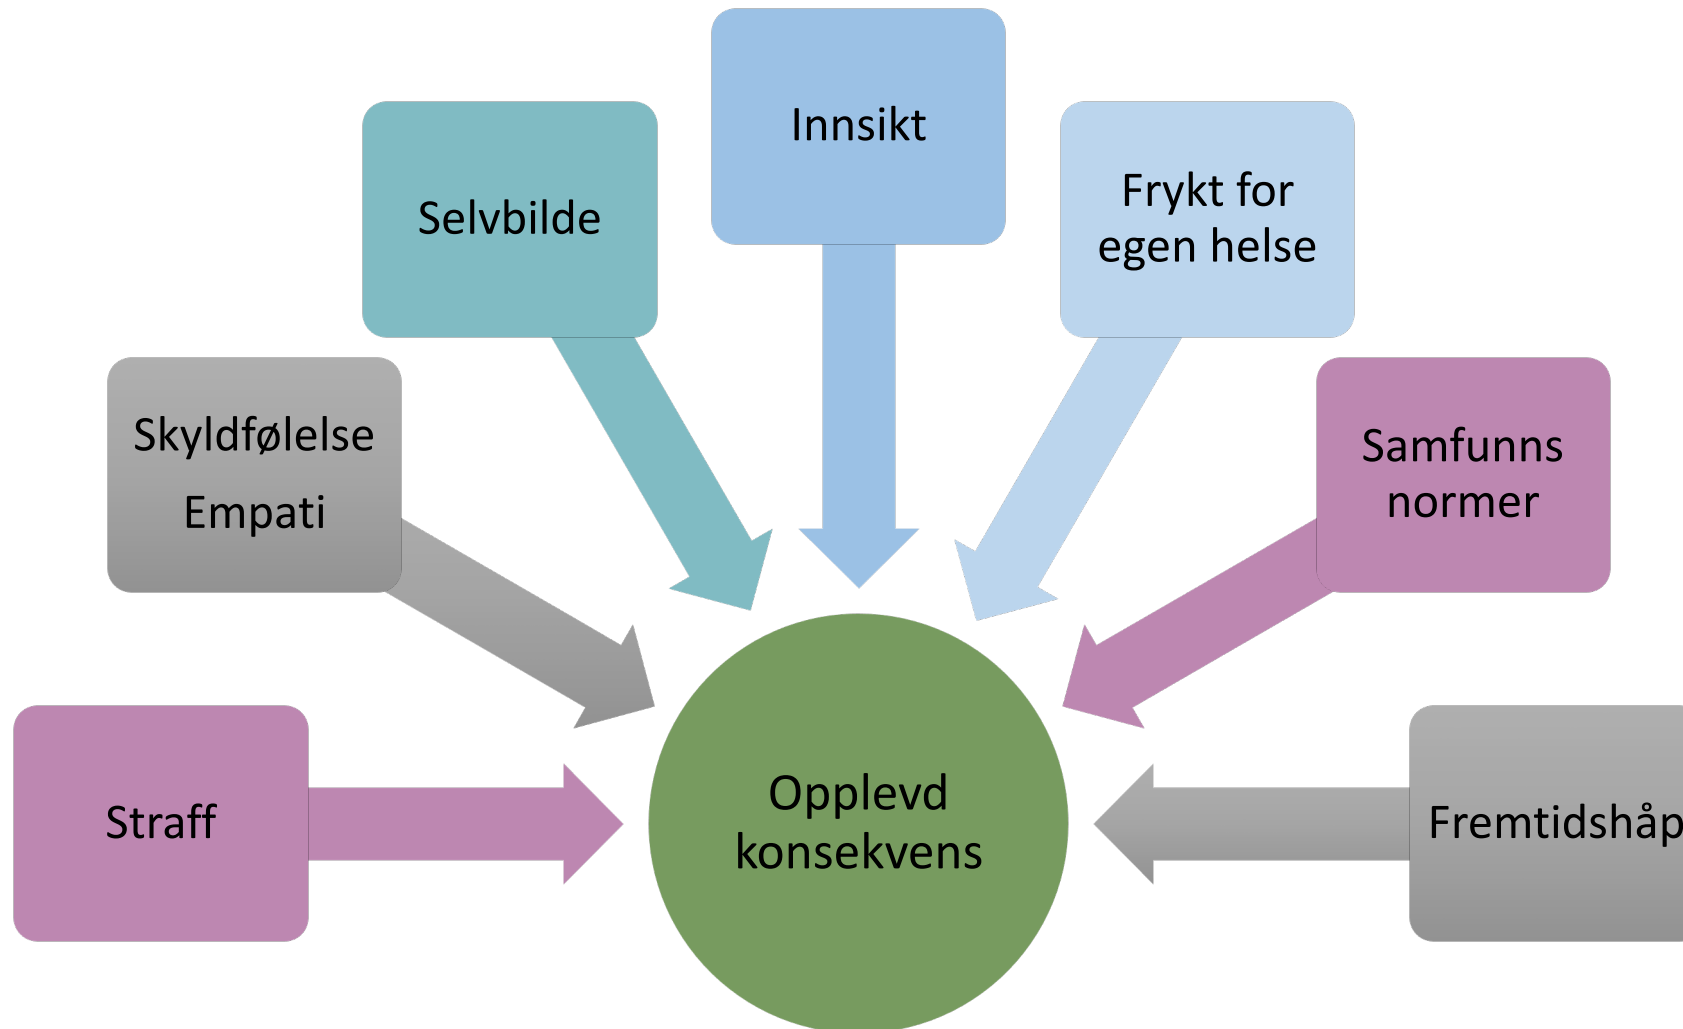 Innsikt
Selvbilde
Frykt for
egen helse
Skyldfølelse
Empati
Samfunns
normer
Straff
Opplevd
konsekvens
Fremtidshåp